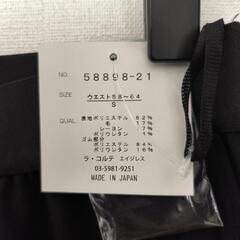 NO. 58898-21
SIZE ウエスト58~64
S
QUAL 表地ポリエステル 62%
毛 17%
レーヨン 17%
ポリウレタン 1%
ゴム部分
ポリエステル 84%
ポリウレタン 16%
ラ・コルテ エイジレス
03-5981-9251
MADE IN JAPAN